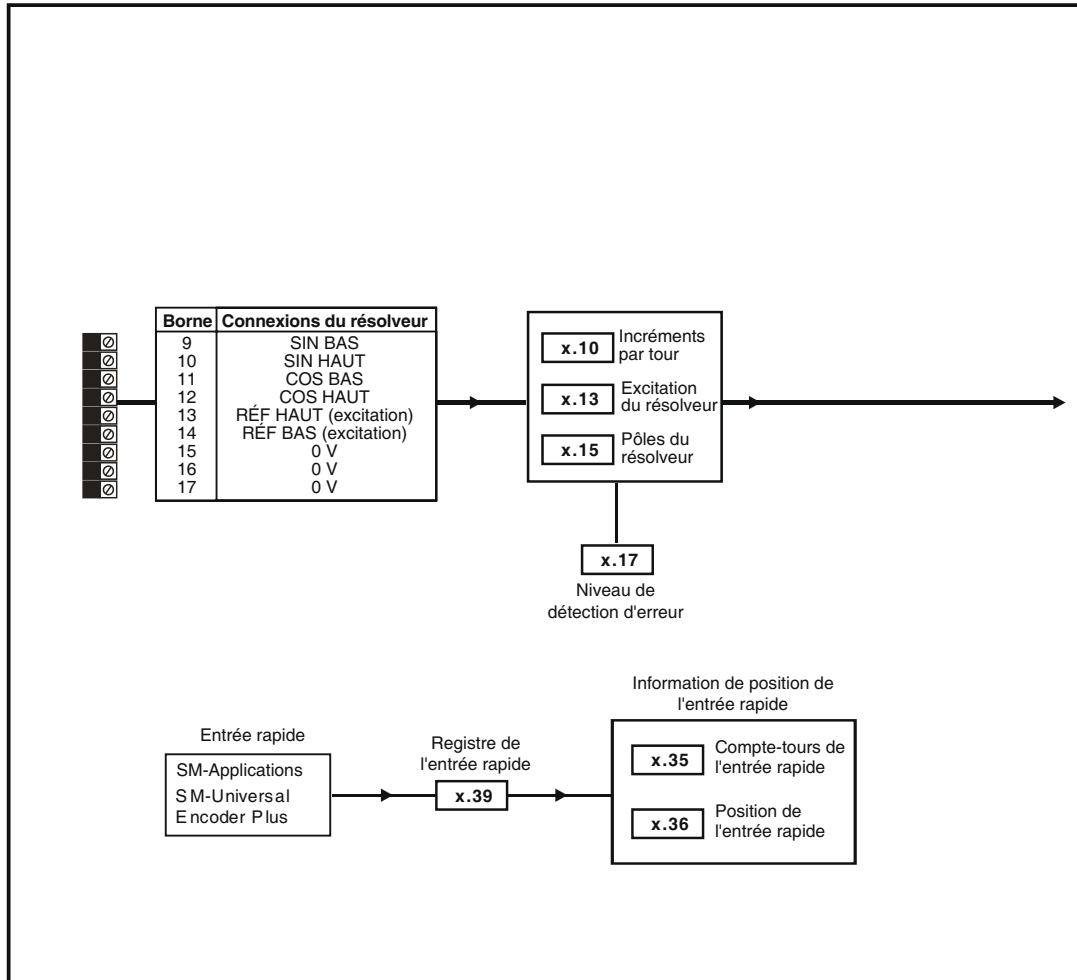 Borne Connexions du résolveur
9 SIN BAS
10 SIN HAUT
11 COS BAS
12 COS HAUT
13 RÉF HAUT (excitation)
14 RÉF BAS (excitation)
15 0 V
16 0 V
17 0 V
x.10 Incréments
par tour
x.13 Excitation
du résolveur
x.15 Pôles du
résolveur
x.17
Niveau de
détection d'erreur
Entrée rapide
SM-Applications
SM-Universal
Encoder Plus
Registre de
l'entrée rapide
x.39
Information de position de
l'entrée rapide
x.35 Compte-tours de
l'entrée rapide
x.36 Position de
l'entrée rapide